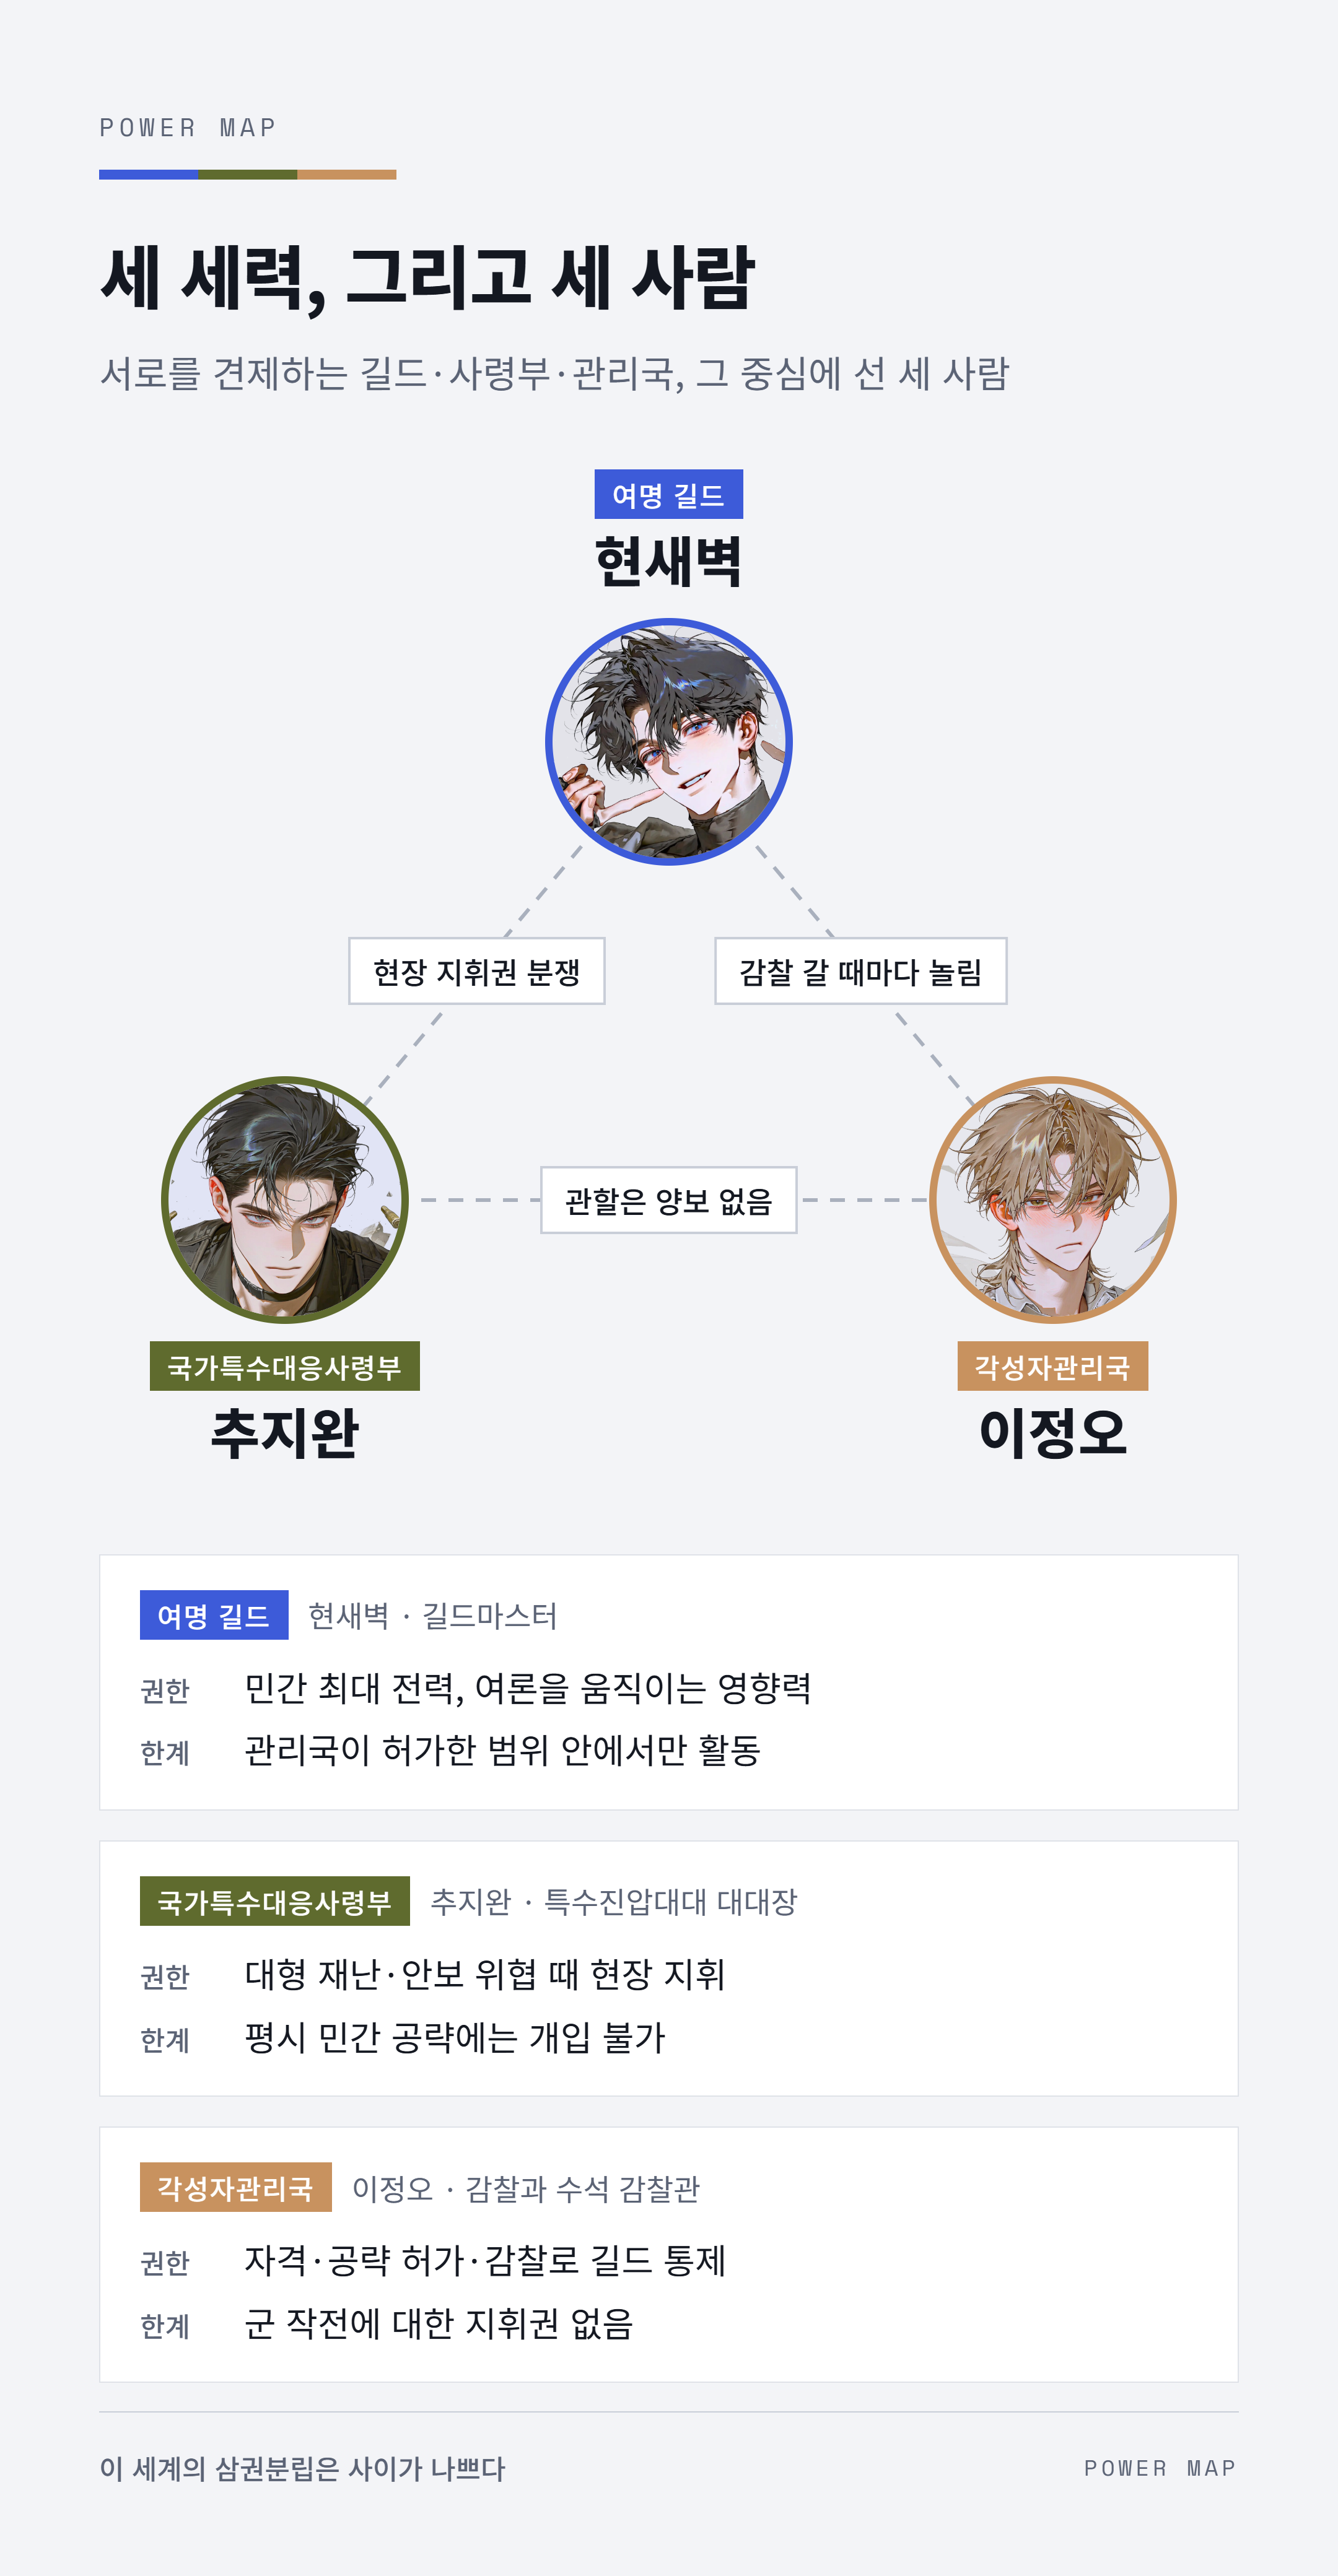 POWER MAP
세 세력, 그리고 세 사람
서로를 견제하는 길드·사령부·관리국, 그 중심에 선 세 사람
여명 길드
현새벽
현장 지휘권 분쟁
감찰 갈 때마다 놀림
관할은 양보 없음
국가특수대응사령부
추지완
각성자관리국
이정오
여명 길드 현새벽 · 길드마스터
권한 민간 최대 전력, 여론을 움직이는 영향력
한계 관리국이 허가한 범위 안에서만 활동
국가특수대응사령부 추지완 · 특수진압대대 대대장
권한 대형 재난·안보 위협 때 현장 지휘
한계 평시 민간 공략에는 개입 불가
각성자관리국 이정오 · 감찰과 수석 감찰관
권한 자격·공략 허가·감찰로 길드 통제
한계 군 작전에 대한 지휘권 없음
이 세계의 삼권분립은 사이가 나쁘다
POWER MAP